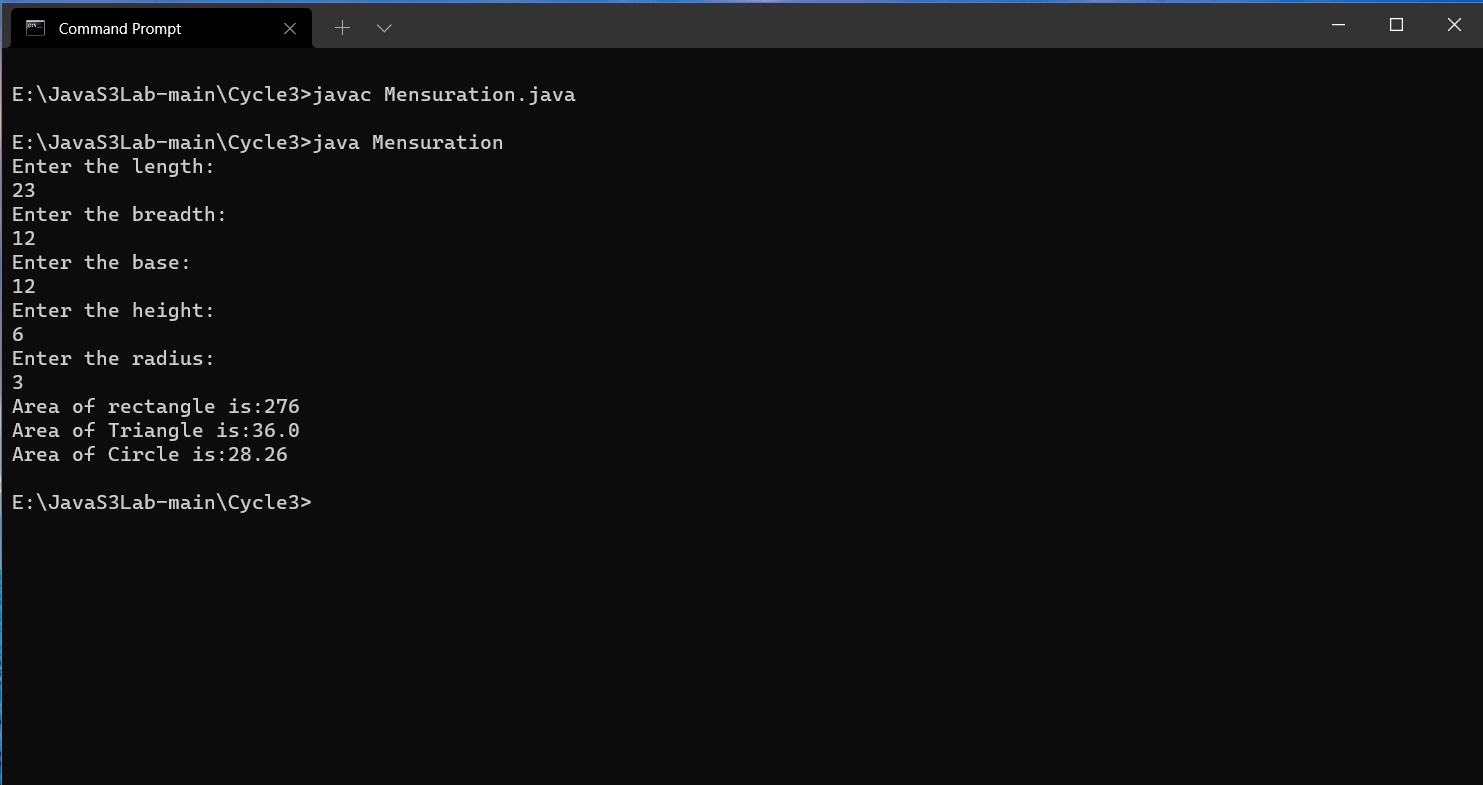 Command Prompt
E:\JavaS3Lab-main\Cycle3>javac Mensuration.java
E:\JavaS3Lab-main\Cycle3>java Mensuration
Enter the length:
23
Enter the breadth:
12
Enter the base:
12
Enter the height:
6
Enter the radius:
3
Area of rectangle is:276
Area of Triangle is:36.0
Area of Circle is:28.26
E:\JavaS3Lab-main\Cycle3>